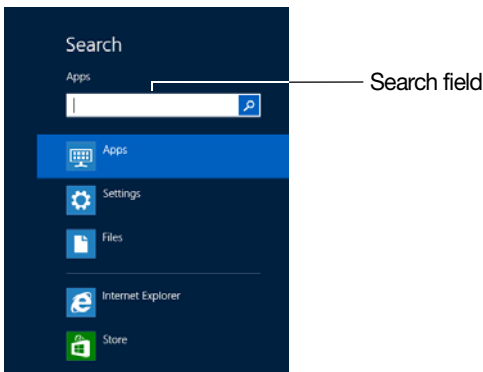 Search
Apps
Search field
Apps
Settings
Files
Internet Explorer
Store